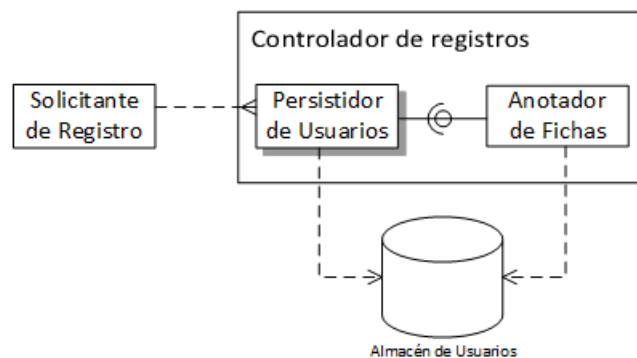 Controlador de registros
Solicitante
de Registro
Persistidor
de Usuarios
Anotador
de Fichas
Almacén de Usuarios